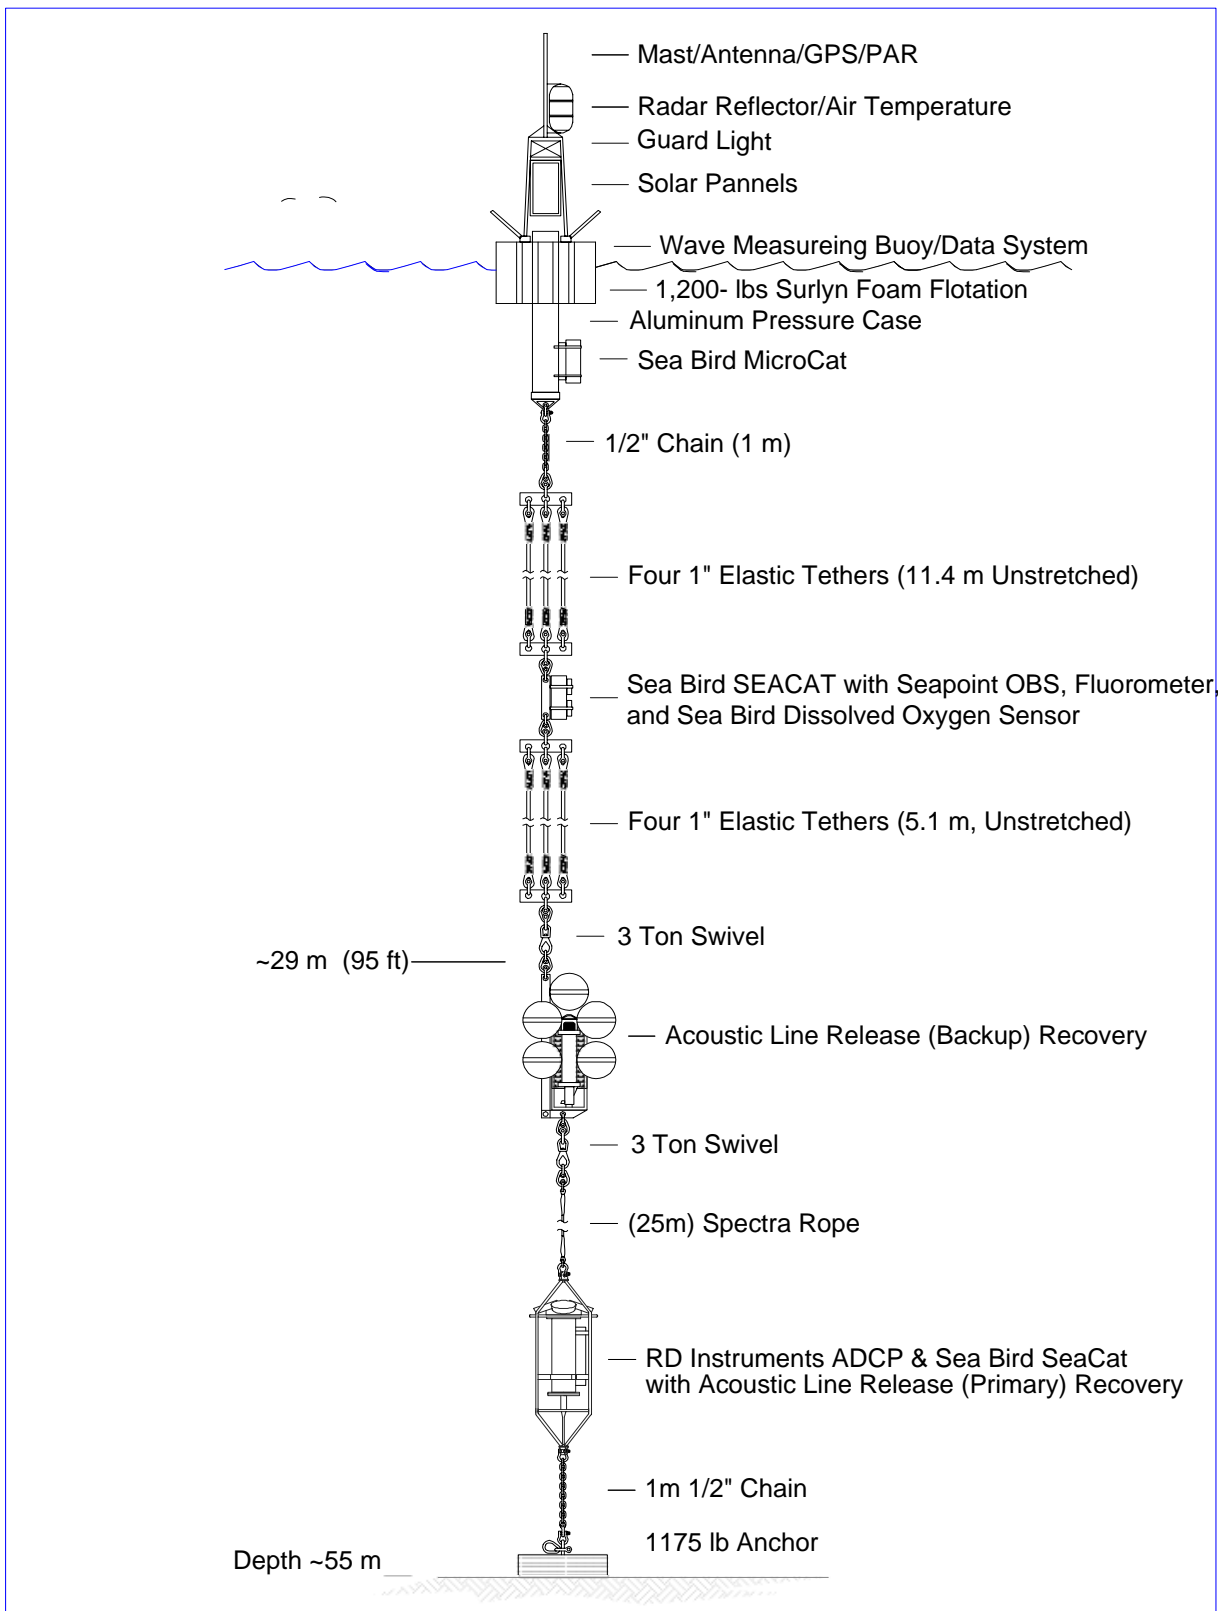 Mast/Antenna/GPS/PAR
Radar Reflector/Air Temperature
Guard Light
Solar Pannels
Wave Measureing Buoy/Data System
1,200- lbs Surlyn Foam Flotation
Aluminum Pressure Case
Sea Bird MicroCat
1/2" Chain (1 m)
Four 1" Elastic Tethers (11.4 m Unstretched)
Sea Bird SEACAT with Seapoint OBS, Fluorometer,
and Sea Bird Dissolved Oxygen Sensor
Four 1" Elastic Tethers (5.1 m, Unstretched)
3 Ton Swivel
~29 m (95 ft)
Acoustic Line Release (Backup) Recovery
3 Ton Swivel
(25m) Spectra Rope
RD Instruments ADCP & Sea Bird SeaCat
with Acoustic Line Release (Primary) Recovery
1m 1/2" Chain
1175 lb Anchor
Depth ~55 m